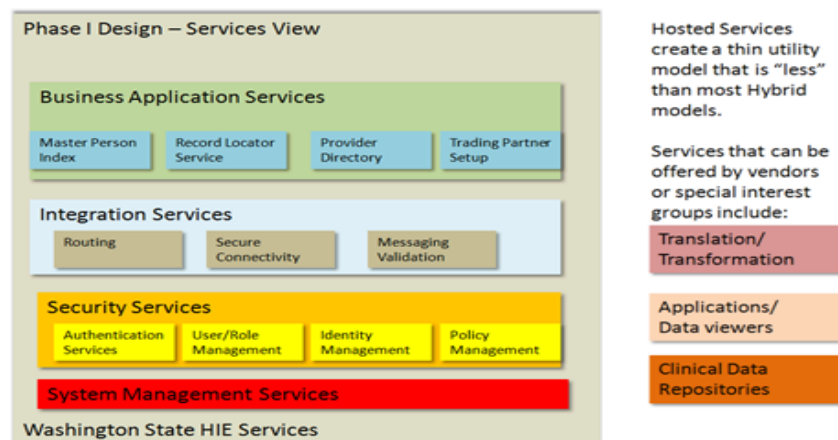 Phase I Design – Services View
Business Application Services
Master Person
Index
Record Locator
Service
Provider
Directory
Trading Partner
Setup
Integration Services
Routing
Secure
Connectivity
Messaging
Validation
Security Services
Authentication
Services
User/Role
Management
Identity
Management
Policy
Management
System Management Services
Washington State HIE Services
Hosted Services
create a thin utility
model that is “less”
than most Hybrid
models.
Services that can be
offered by vendors
or special interest
groups include:
Translation/
Transformation
Applications/
Data viewers
Clinical Data
Repositories